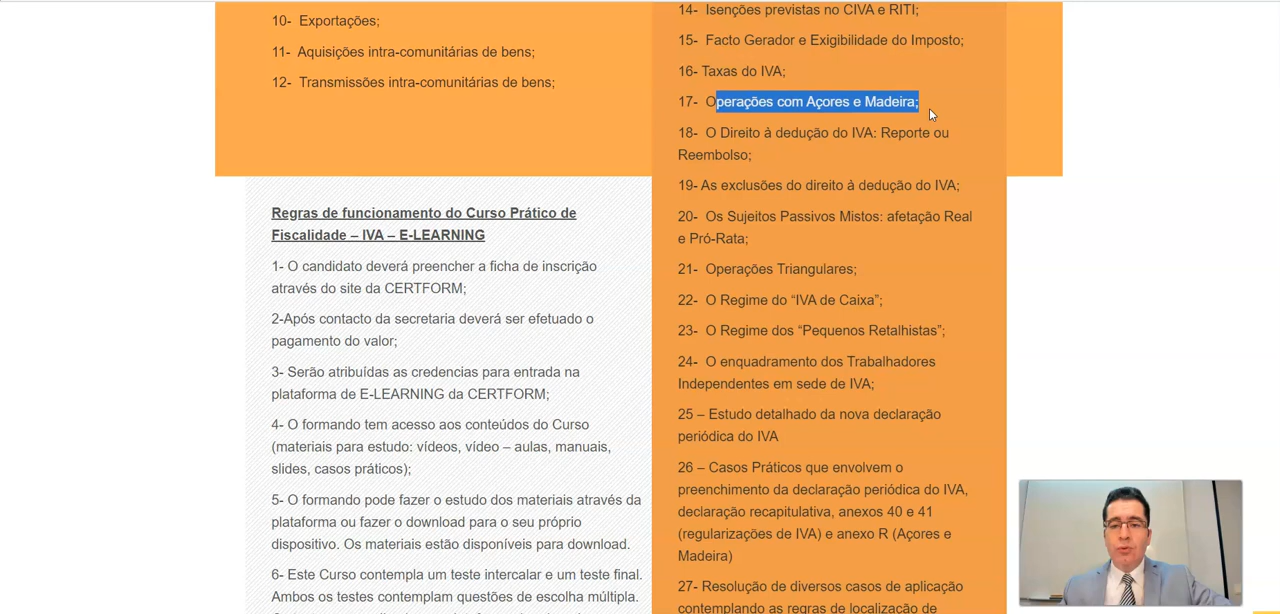 10- Exportações;
11- Aquisições intra-comunitárias de bens;
12- Transmissões intra-comunitárias de bens;
Regras de funcionamento do Curso Prático de
Fiscalidade – IVA – E-LEARNING
1- O candidato deverá preencher a ficha de inscrição
através do site da CERTFORM;
2-Após contacto da secretaria deverá ser efetuado o
pagamento do valor;
3- Serão atribuídas as credencias para entrada na
plataforma de E-LEARNING da CERTFORM;
4- O formando tem acesso aos conteúdos do Curso
(materiais para estudo: vídeos, vídeo – aulas, manuais,
slides, casos práticos);
5- O formando pode fazer o estudo dos materiais através da
plataforma ou fazer o download para o seu próprio
dispositivo. Os materiais estão disponíveis para download.
6- Este Curso contempla um teste intercalar e um teste final.
Ambos os testes contemplam questões de escolha múltipla.
14- Isenções previstas no CIVA e RITI;
15- Facto Gerador e Exigibilidade do Imposto;
16- Taxas do IVA;
17- Operações com Açores e Madeira;
18- O Direito à dedução do IVA: Reporte ou
Reembolso;
19- As exclusões do direito à dedução do IVA;
20- Os Sujeitos Passivos Mistos: afetação Real
e Pró-Rata;
21- Operações Triangulares;
22- O Regime do “IVA de Caixa”;
23- O Regime dos “Pequenos Retalhistas”;
24- O enquadramento dos Trabalhadores
Independentes em sede de IVA;
25 – Estudo detalhado da nova declaração
periódica do IVA
26 – Casos Práticos que envolvem o
preenchimento da declaração periódica do IVA,
declaração recapitulativa, anexos 40 e 41
(regularizações de IVA) e anexo R (Açores e
Madeira)
27- Resolução de diversos casos de aplicação
contemplando as regras de localização de